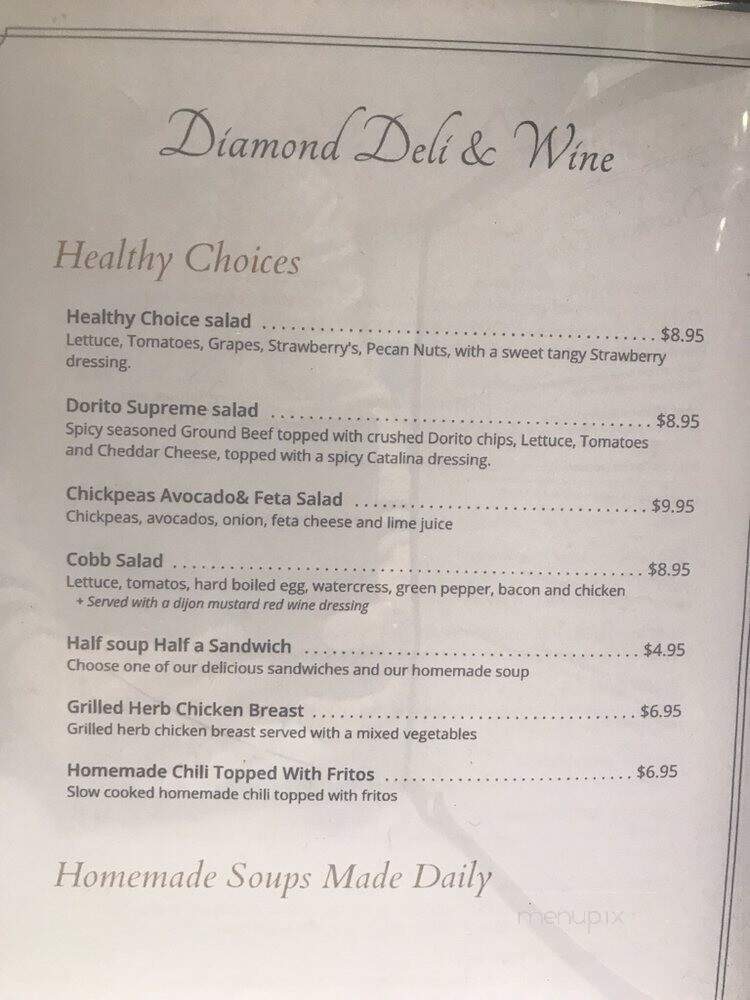 Diamond Deli & Wine
Healthy Choices
Healthy Choice salad ........................................ $8.95
Lettuce, Tomatoes, Grapes, Strawberry's, Pecan Nuts, with a sweet tangy Strawberry
dressing.
Dorito Supreme salad ........................................ $8.95
Spicy seasoned Ground Beef topped with crushed Dorito chips, Lettuce, Tomatoes
and Cheddar Cheese, topped with a spicy Catalina dressing.
Chickpeas Avocado& Feta Salad ............................... $9.95
Chickpeas, avocados, onion, feta cheese and lime juice
Cobb Salad .................................................. $8.95
Lettuce, tomatos, hard boiled egg, watercress, green pepper, bacon and chicken
+ Served with a dijon mustard red wine dressing
Half soup Half a Sandwich ................................... $4.95
Choose one of our delicious sandwiches and our homemade soup
Grilled Herb Chicken Breast ................................. $6.95
Grilled herb chicken breast served with a mixed vegetables
Homemade Chili Topped With Fritos .......................... $6.95
Slow cooked homemade chili topped with fritos
Homemade Soups Made Daily
menupix